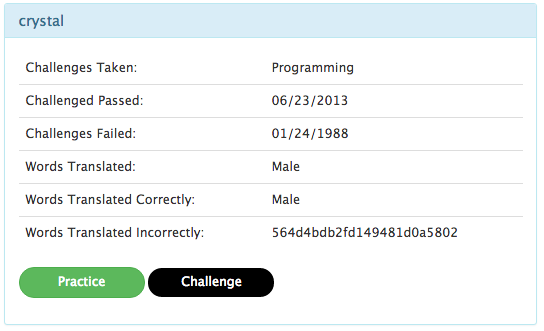 crystal
Challenges Taken: Programming
Challenged Passed: 06/23/2013
Challenges Failed: 01/24/1988
Words Translated: Male
Words Translated Correctly: Male
Words Translated Incorrectly: 564d4bdb2fd149481d0a5802
Practice Challenge